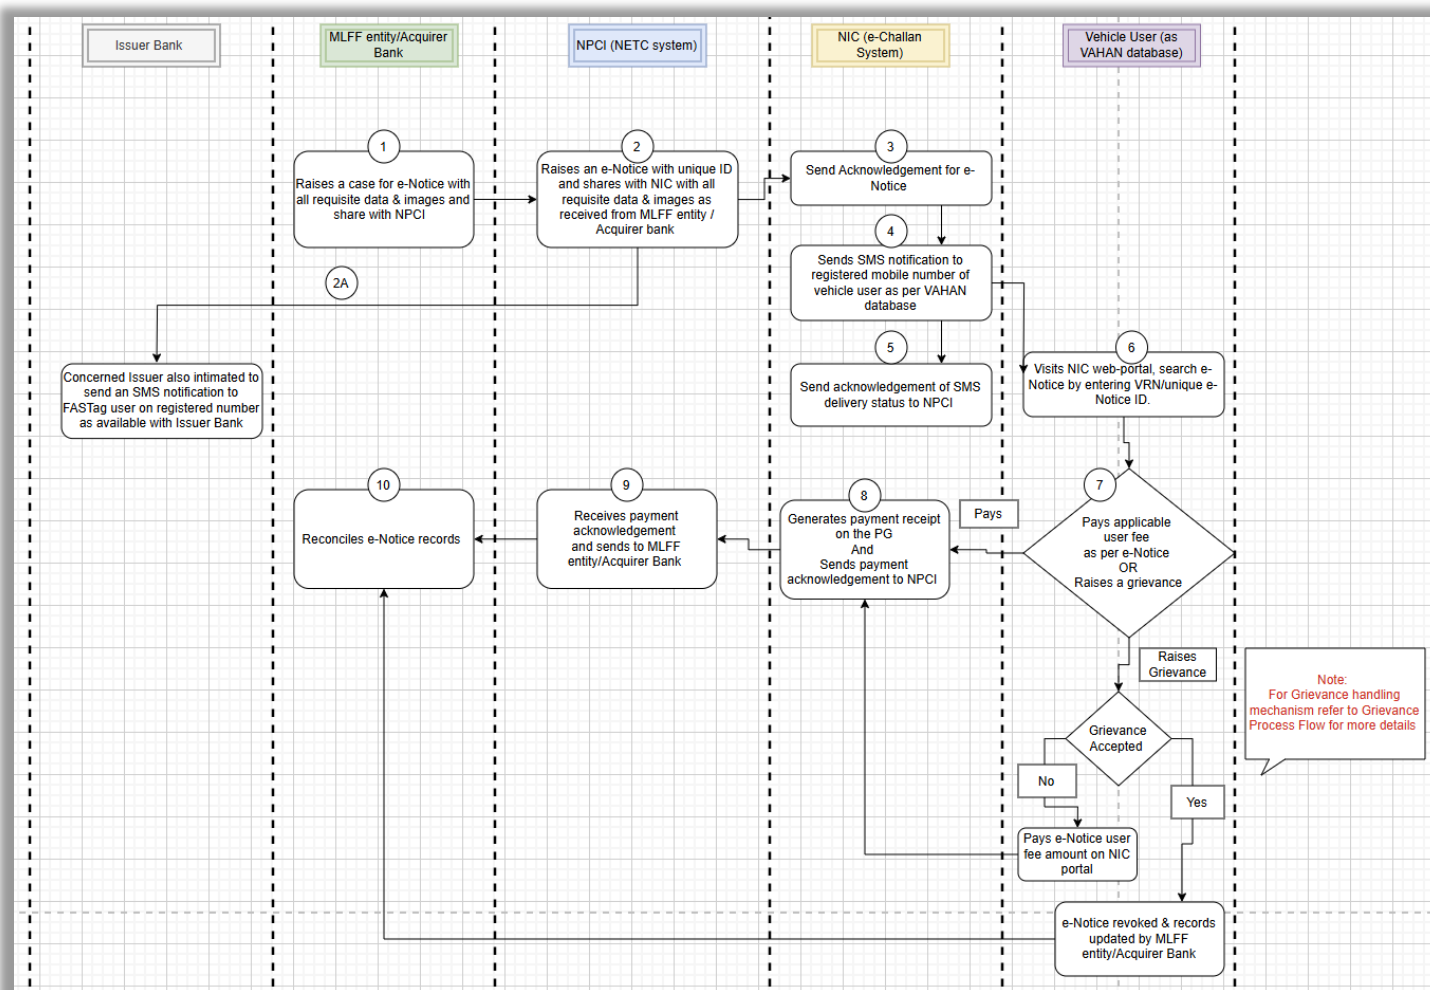 Issuer Bank
MLFF entity/Acquirer
Bank
NPCI (NETC system)
NIC (e-Challan
System)
Vehicle User (as
VAHAN database)
1
Raises a case for e-Notice with
all requisite data & images and
share with NPCI
2
Raises an e-Notice with unique ID
and shares with NIC with all
requisite data & images as
received from MLFF entity /
Acquirer bank
3
Send Acknowledgement for e-
Notice
4
Sends SMS notification to
registered mobile number of
vehicle user as per VAHAN
database
2A
Concerned Issuer also intimated to
send an SMS notification to
FASTag user on registered number
as available with Issuer Bank
5
Send acknowledgement of SMS
delivery status to NPCI
6
Visits NIC web-portal, search e-
Notice by entering VRN/unique e-
Notice ID.
10
Reconciles e-Notice records
9
Receives payment
acknowledgement
and sends to MLFF
entity/Acquirer Bank
8
Generates payment receipt
on the PG
And
Sends payment
acknowledgement to NPCI
Pays
7
Pays applicable
user fee
as per e-Notice
OR
Raises a grievance
Raises
Grievance
Note:
For Grievance handling
mechanism refer to Grievance
Process Flow for more details
Grievance
Accepted
No
Yes
Pays e-Notice user
fee amount on NIC
portal
e-Notice revoked & records
updated by MLFF
entity/Acquirer Bank